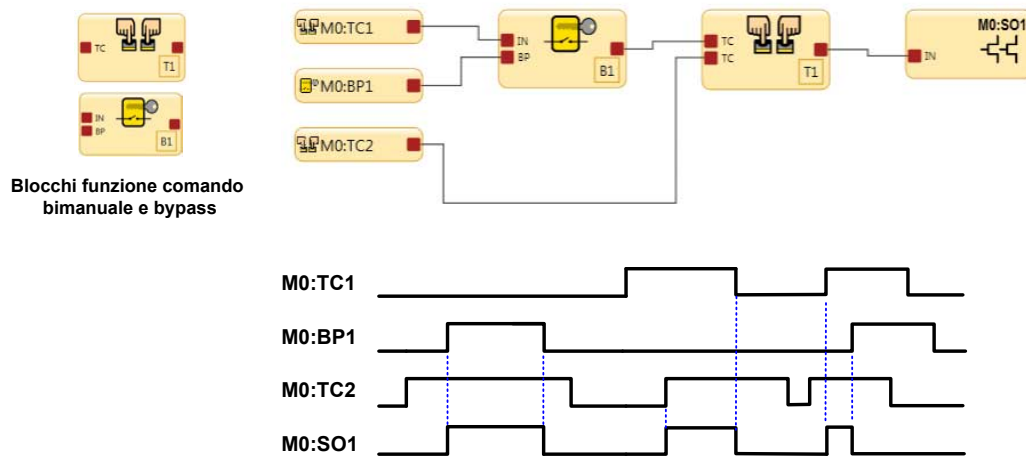 TC
T1
IN
BP
B1
Blocchi funzione comando
bimanuale e bypass
M0:TC1
M0:BP1
M0:TC2
IN
BP
B1
TC
TC
T1
M0:SO1
IN
M0:TC1
M0:BP1
M0:TC2
M0:SO1